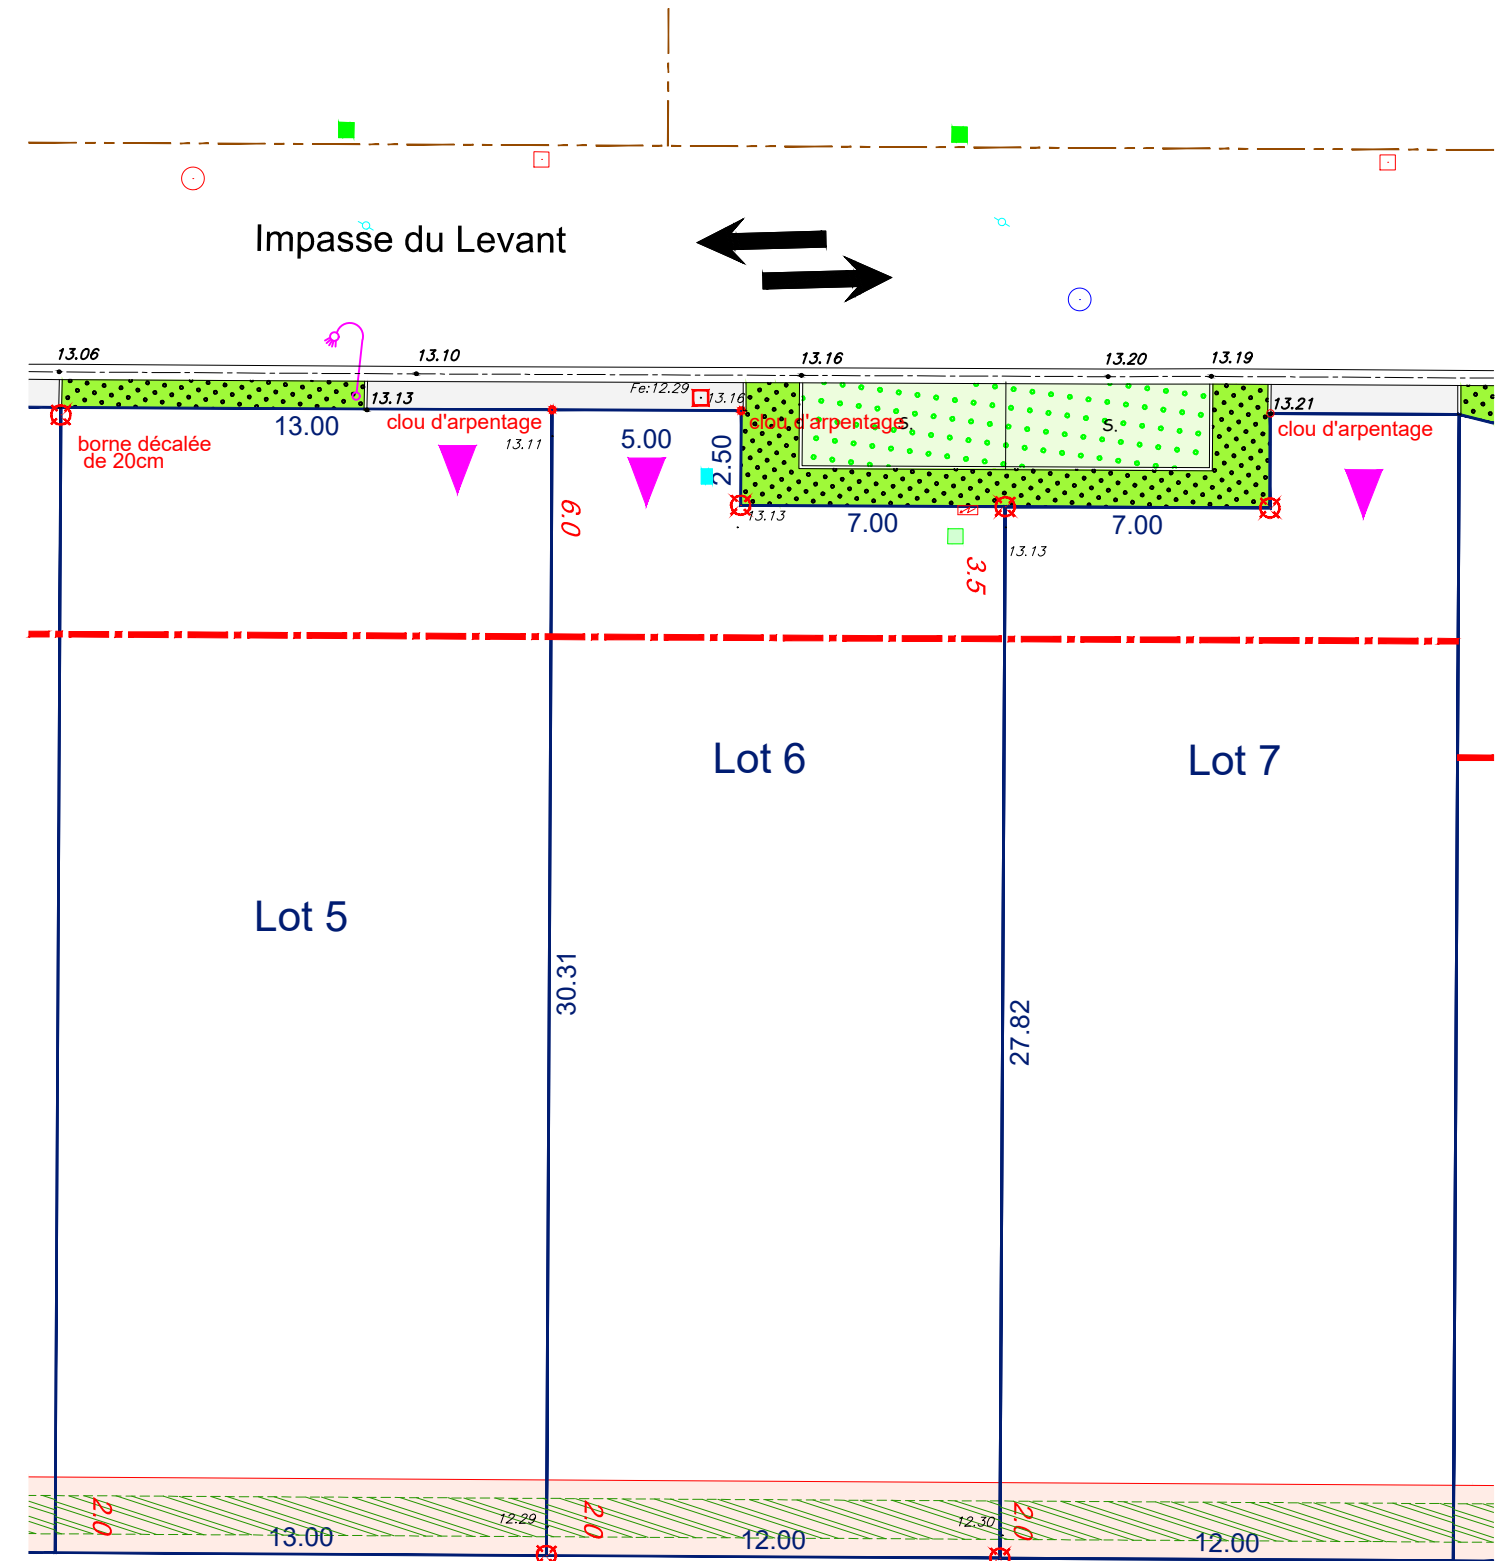 Impasse du Levant
13.06
13.10
13.16
13.20
13.19
Fe:12.29
13.16
13.13
13.21
13.00
clou d'arpentage
5.00
clou d'arpentage
s.
s.
clou d'arpentage
borne décalée
de 20cm
13.11
2.50
6.0
13.13
7.00
7.00
13.13
3.5
Lot 6
Lot 7
Lot 5
30.31
27.82
2.0
13.00
12.29
2.0
12.00
12.30
2.0
12.00